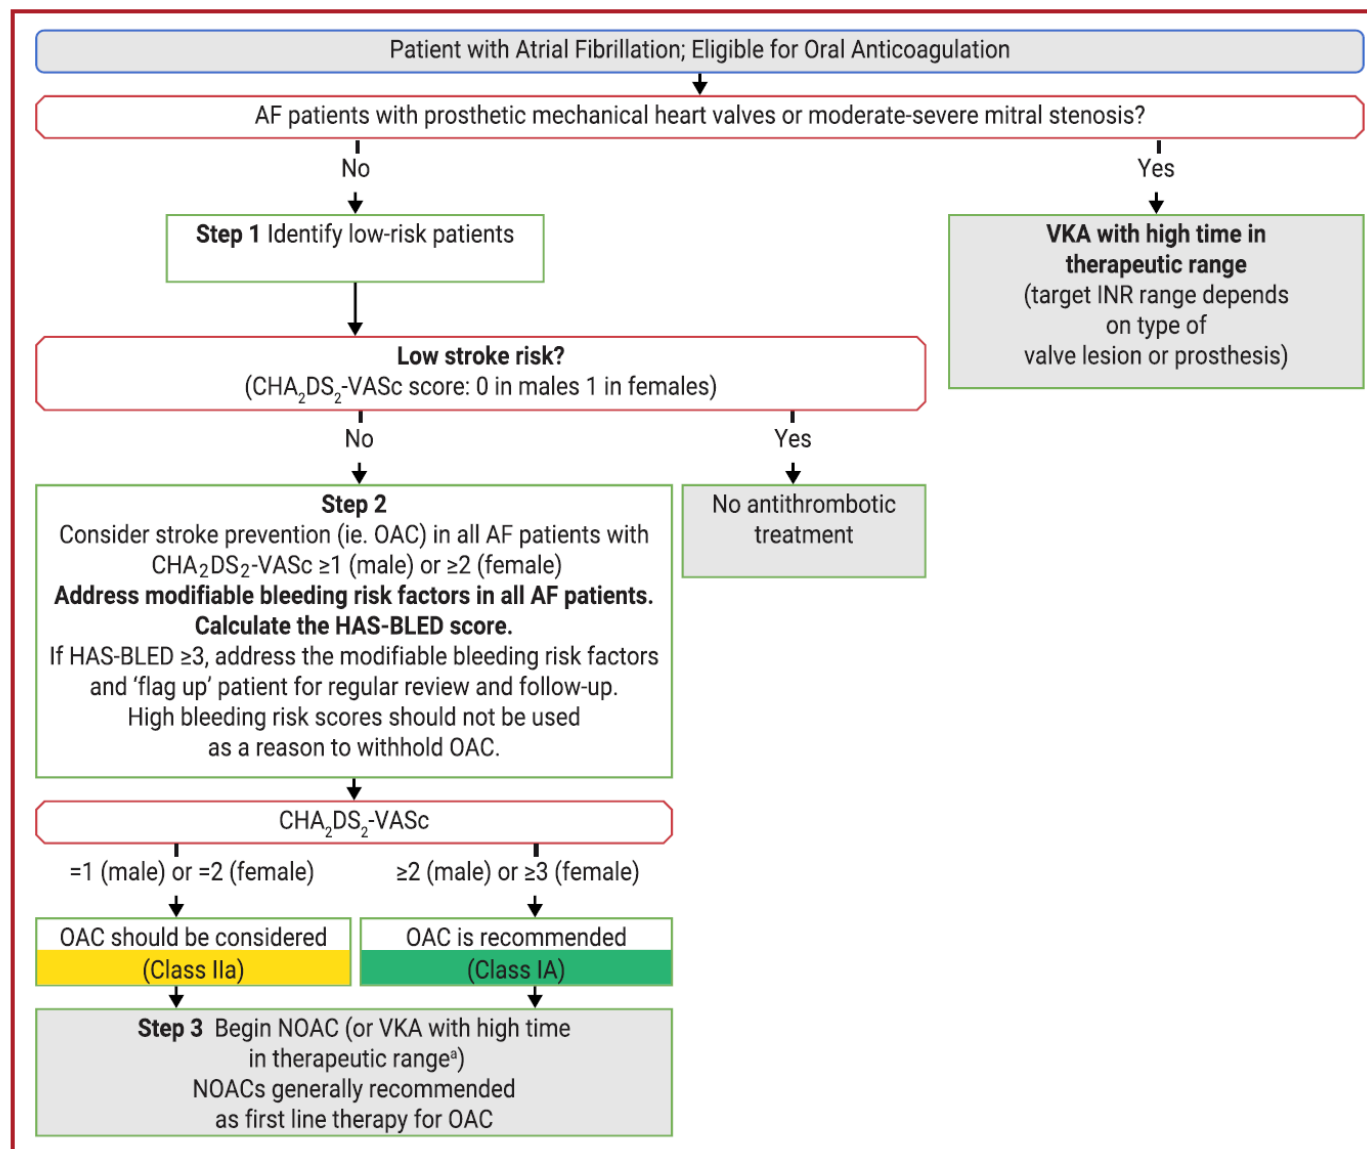 Patient with Atrial Fibrillation; Eligible for Oral Anticoagulation
AF patients with prosthetic mechanical heart valves or moderate-severe mitral stenosis?
No
Yes
Step 1 Identify low-risk patients
VKA with high time in
therapeutic range
(target INR range depends
on type of
valve lesion or prosthesis)
Low stroke risk?
(CHA₂DS₂-VASc score: 0 in males 1 in females)
No
Yes
Step 2
Consider stroke prevention (ie. OAC) in all AF patients with
CHA₂DS₂-VASc ≥1 (male) or ≥2 (female)
Address modifiable bleeding risk factors in all AF patients.
Calculate the HAS-BLED score.
If HAS-BLED ≥3, address the modifiable bleeding risk factors
and ‘flag up’ patient for regular review and follow-up.
High bleeding risk scores should not be used
as a reason to withhold OAC.
No antithrombotic
treatment
CHA₂DS₂-VASc
=1 (male) or =2 (female)
≥2 (male) or ≥3 (female)
OAC should be considered
(Class IIa)
OAC is recommended
(Class IA)
Step 3 Begin NOAC (or VKA with high time
in therapeutic rangeᵃ)
NOACs generally recommended
as first line therapy for OAC